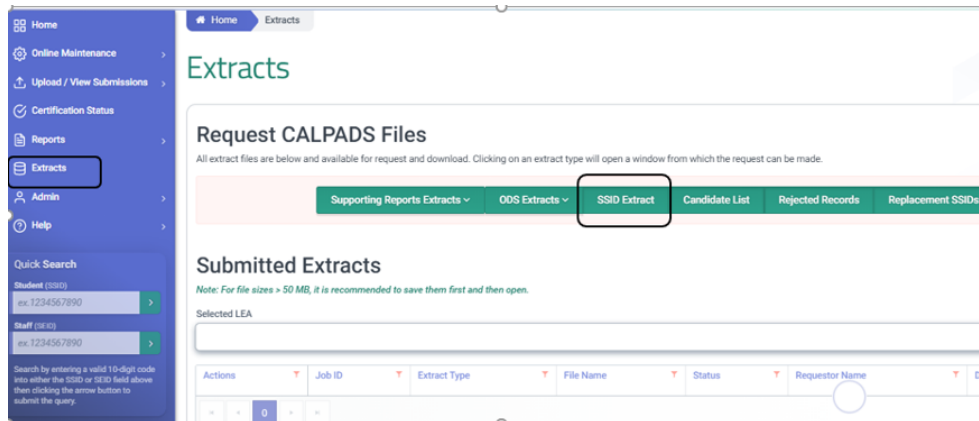 Home
Online Maintenance
Upload / View Submissions
Certification Status
Reports
Extracts
Admin
Help
Quick Search
Student (SSID)
ex.1234567890
Staff (SEID)
ex.1234567890
Search by entering a valid 10-digit code
into either the SSID or SEID field above
then clicking the arrow button to
submit the query.
Home Extracts
Extracts
Request CALPADS Files
All extract files are below and available for request and download. Clicking on an extract type will open a window from which the request can be made.
Supporting Reports Extracts ODS Extracts SSID Extract Candidate List Rejected Records Replacement SSIDs
Submitted Extracts
Note: For file sizes > 50 MB, it is recommended to save them first and then open.
Selected LEA
Actions Job ID Extract Type File Name Status Requestor Name
0